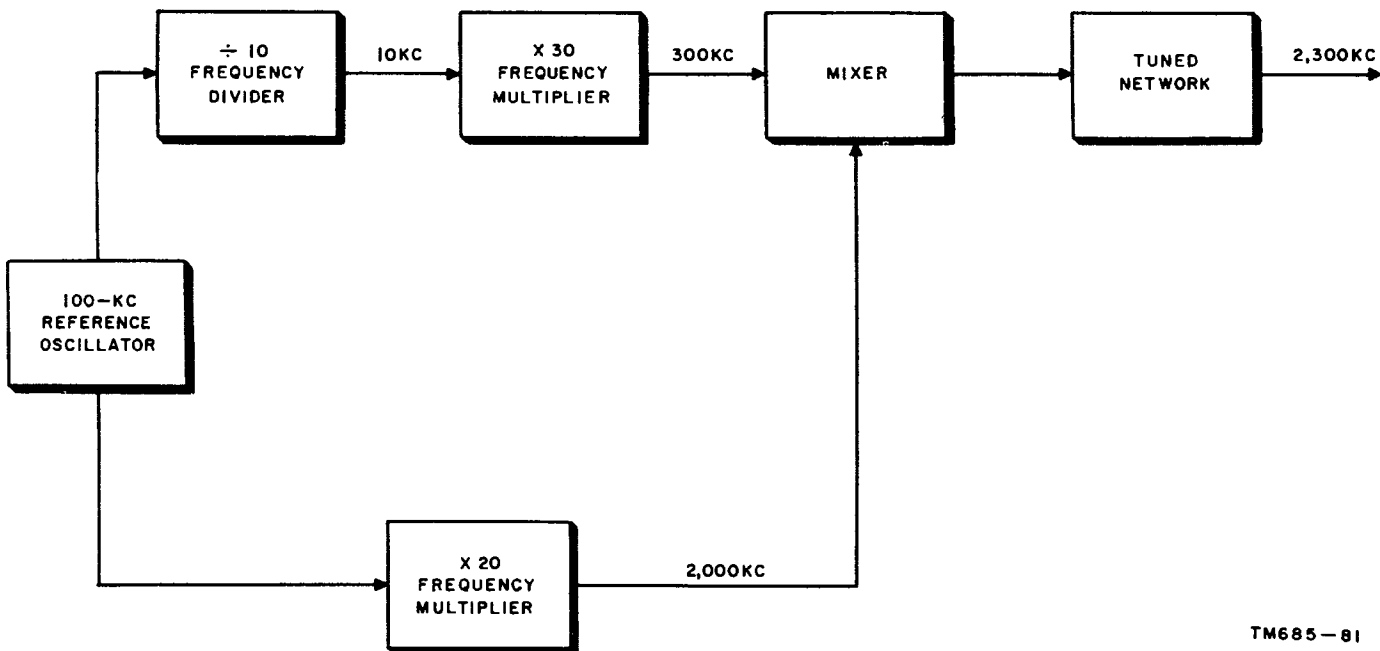 ÷ 10
FREQUENCY
DIVIDER
10KC
X 30
FREQUENCY
MULTIPLIER
300KC
MIXER
TUNED
NETWORK
2,300KC
100-KC
REFERENCE
OSCILLATOR
X 20
FREQUENCY
MULTIPLIER
2,000KC
TM685-81